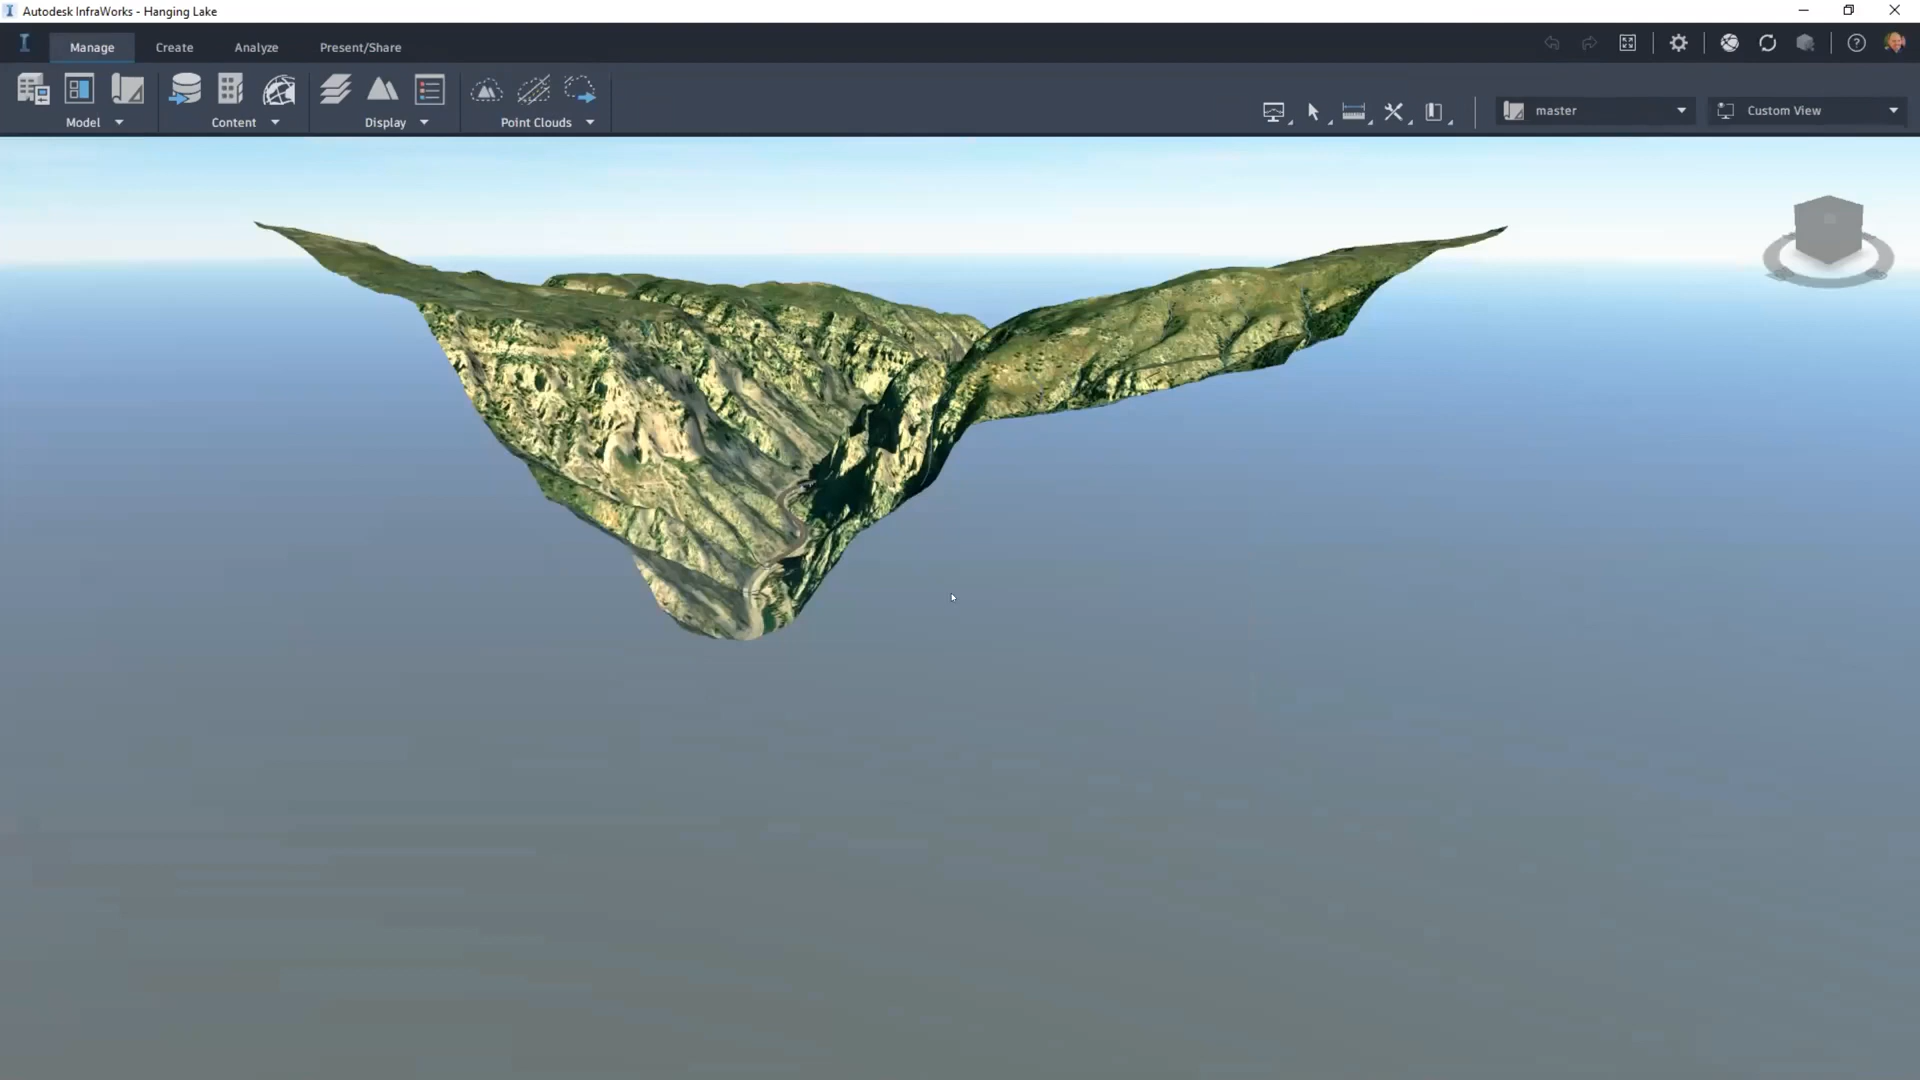 Autodesk InfraWorks - Hanging Lake
Manage Create Analyze Present/Share
Model Content Display Point Clouds
master Custom View